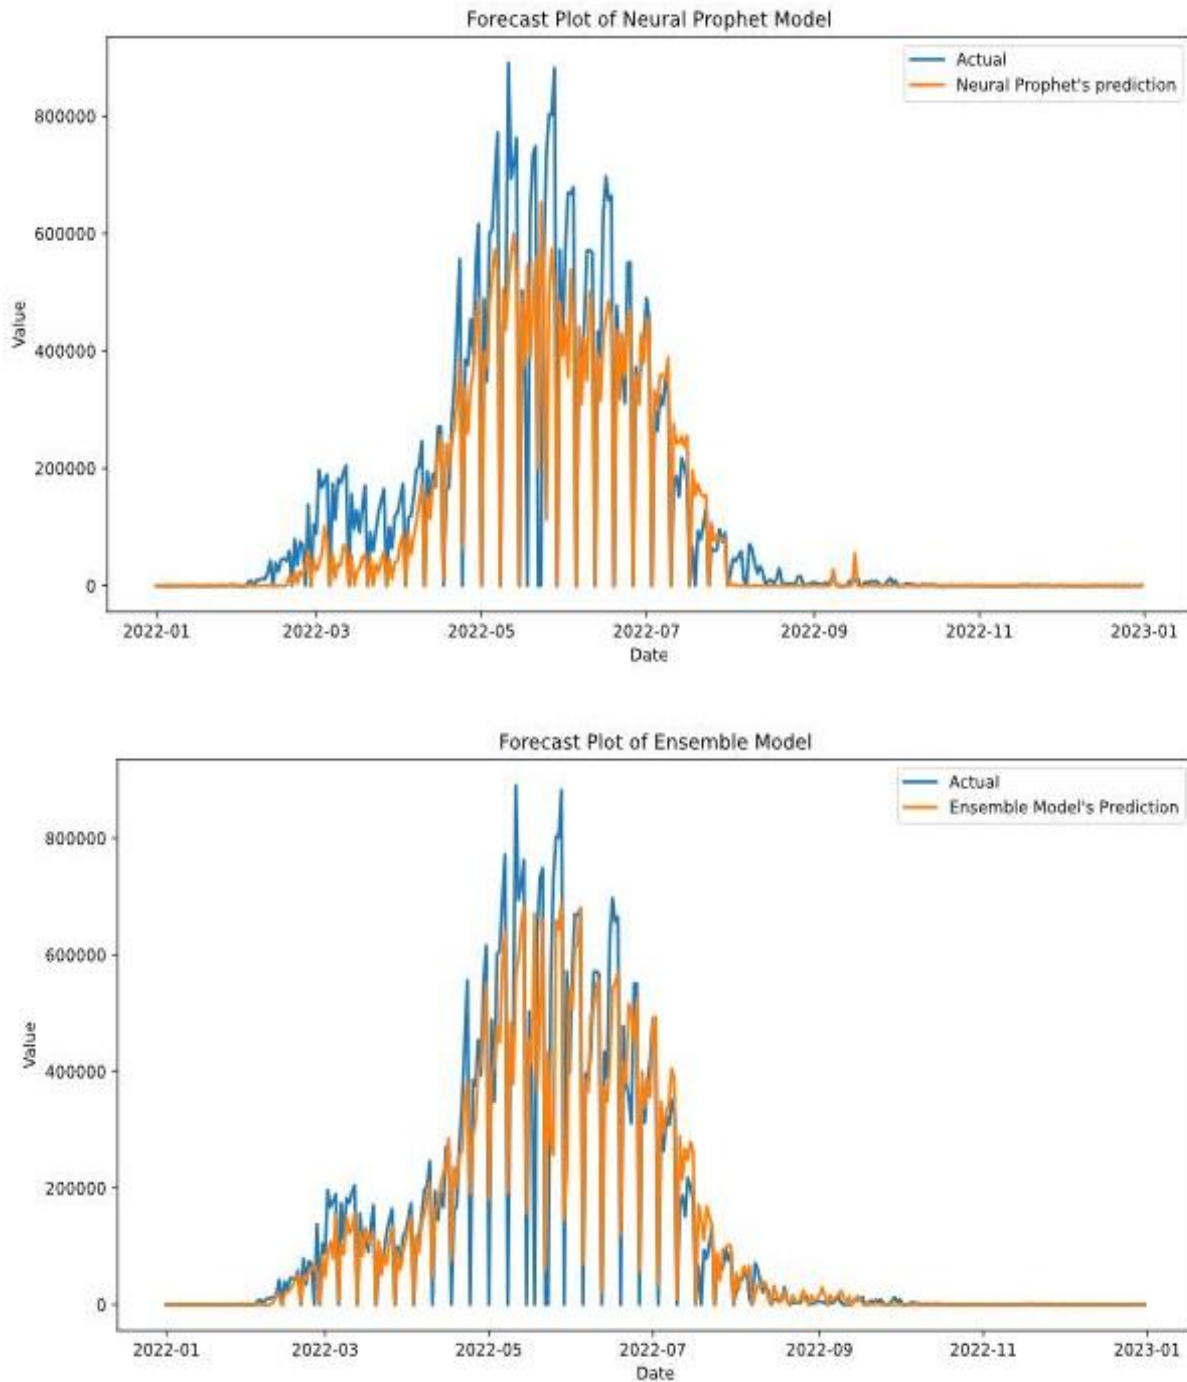 Forecast Plot of Neural Prophet Model
Actual
Neural Prophet's prediction
800000
600000
400000
200000
0
Value
2022-01 2022-03 2022-05 2022-07 2022-09 2022-11 2023-01
Date
Forecast Plot of Ensemble Model
Actual
Ensemble Model's Prediction
800000
600000
400000
200000
0
Value
2022-01 2022-03 2022-05 2022-07 2022-09 2022-11 2023-01
Date